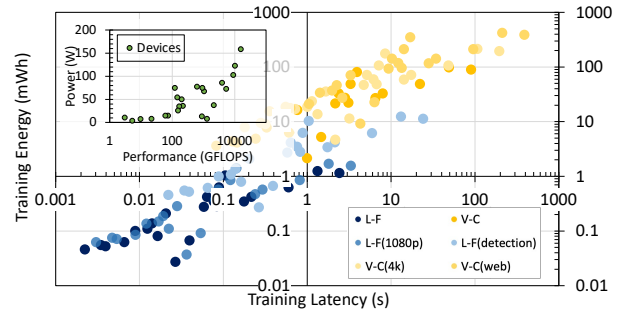 1000
1000
200
Devices
150
100
100
100
50
0
10
10
1
100
10000
Power (W)
Performance (GFLOPS)
Training Energy (mWh)
1
1
0.001
0.01
0.1
1
10
100
1000
L-F
V-C
L-F(1080p)
L-F(detection)
V-C(4k)
V-C(web)
0.1
0.1
0.01
0.01
Training Latency (s)